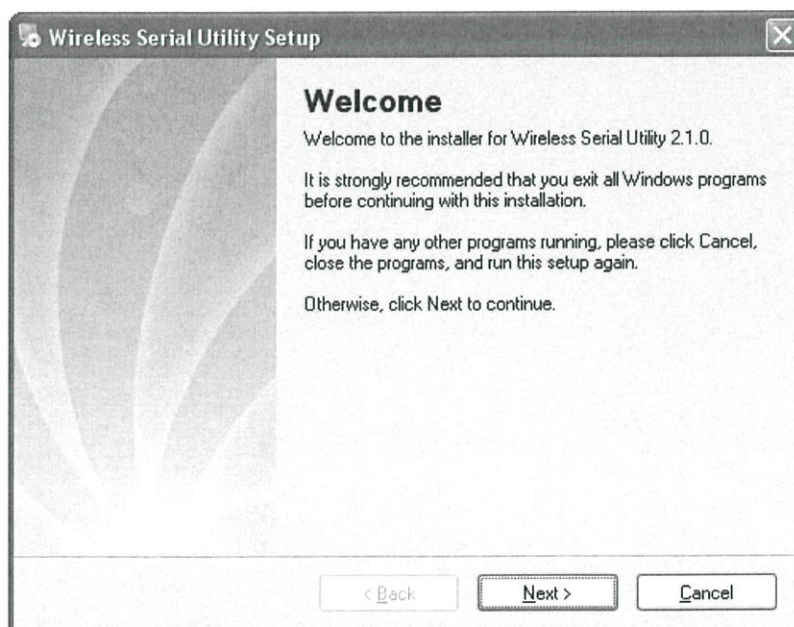 Wireless Serial Utility Setup
Welcome
Welcome to the installer for Wireless Serial Utility 2.1.0.
It is strongly recommended that you exit all Windows programs
before continuing with this installation.
If you have any other programs running, please click Cancel,
close the programs, and run this setup again.
Otherwise, click Next to continue.
< Back
Next >
Cancel